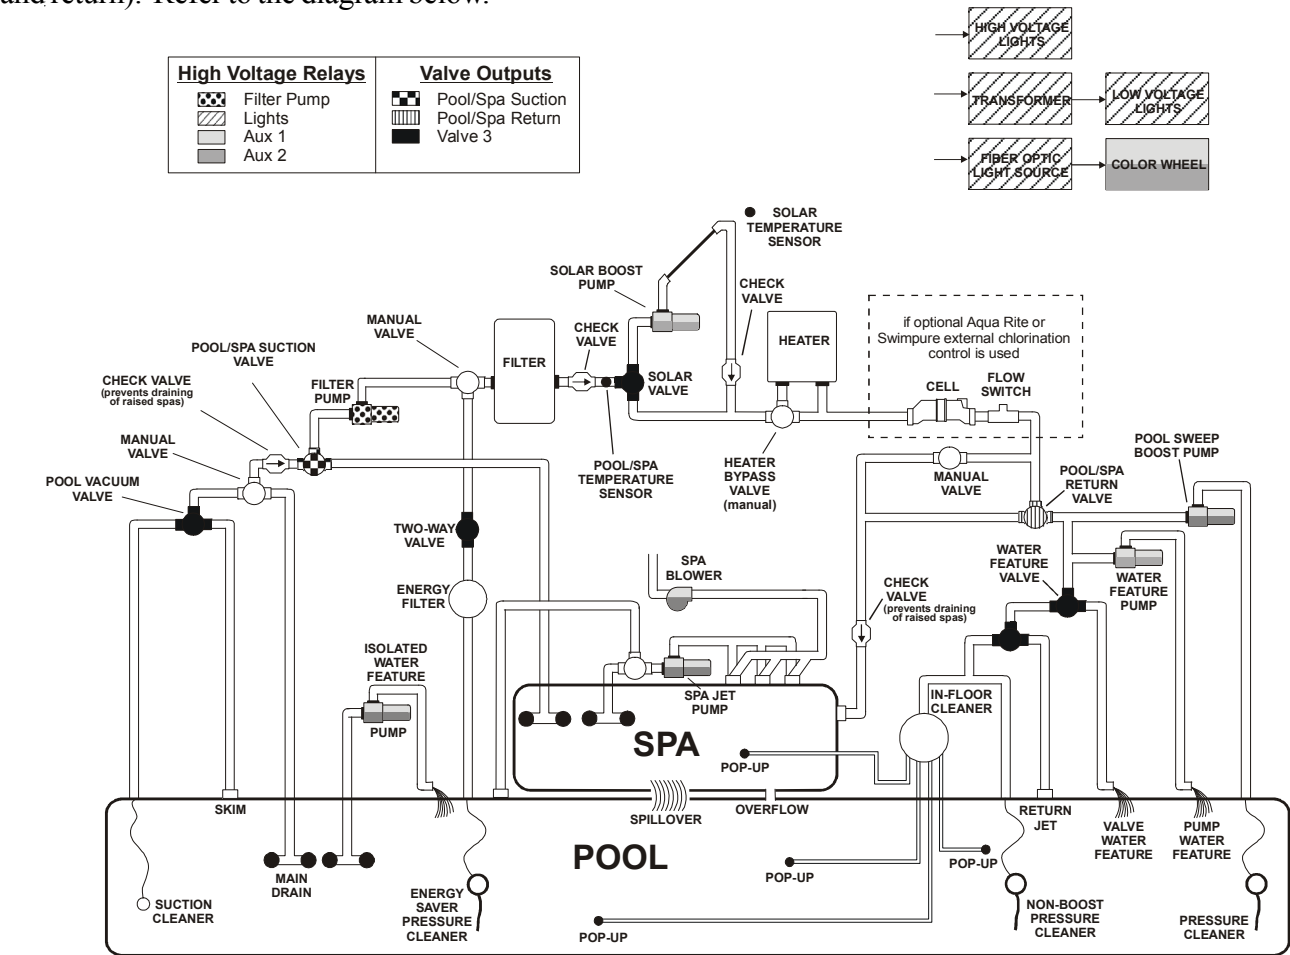 and return). Refer to the diagram below.
HIGH VOLTAGE
LIGHTS
TRANSFORMER
LOW VOLTAGE
LIGHTS
FIBER OPTIC
LIGHT SOURCE
COLOR WHEEL
High Voltage Relays
Filter Pump
Lights
Aux 1
Aux 2
Valve Outputs
Pool/Spa Suction
Pool/Spa Return
Valve 3
SOLAR
TEMPERATURE
SENSOR
SOLAR BOOST
PUMP
CHECK
VALVE
MANUAL
VALVE
FILTER
CHECK
VALVE
HEATER
if optional Aqua Rite or
Swimpure external chlorination
control is used
CELL
FLOW
SWITCH
POOL/SPA SUCTION
VALVE
CHECK VALVE
(prevents draining
of raised spas)
FILTER
PUMP
SOLAR
VALVE
MANUAL
VALVE
POOL VACUUM
VALVE
POOL/SPA
TEMPERATURE
SENSOR
HEATER
BYPASS
VALVE
(manual)
MANUAL
VALVE
POOL/SPA
RETURN
VALVE
POOL SWEEP
BOOST PUMP
TWO-WAY
VALVE
ENERGY
FILTER
SPA
BLOWER
CHECK
VALVE
(prevents draining
of raised spas)
WATER
FEATURE
VALVE
WATER
FEATURE
PUMP
ISOLATED
WATER
FEATURE
PUMP
SPA JET
PUMP
IN-FLOOR
CLEANER
SPA
POP-UP
SKIM
SPILLOVER
OVERFLOW
RETURN
JET
VALVE
WATER
FEATURE
PUMP
WATER
FEATURE
POOL
MAIN
DRAIN
POP-UP
POP-UP
SUCTION
CLEANER
ENERGY
SAVER
PRESSURE
CLEANER
POP-UP
NON-BOOST
PRESSURE
CLEANER
PRESSURE
CLEANER